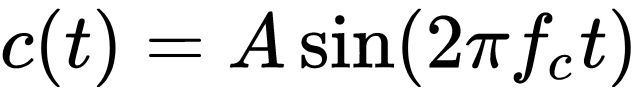 c(t) = A sin(2πf_c t)